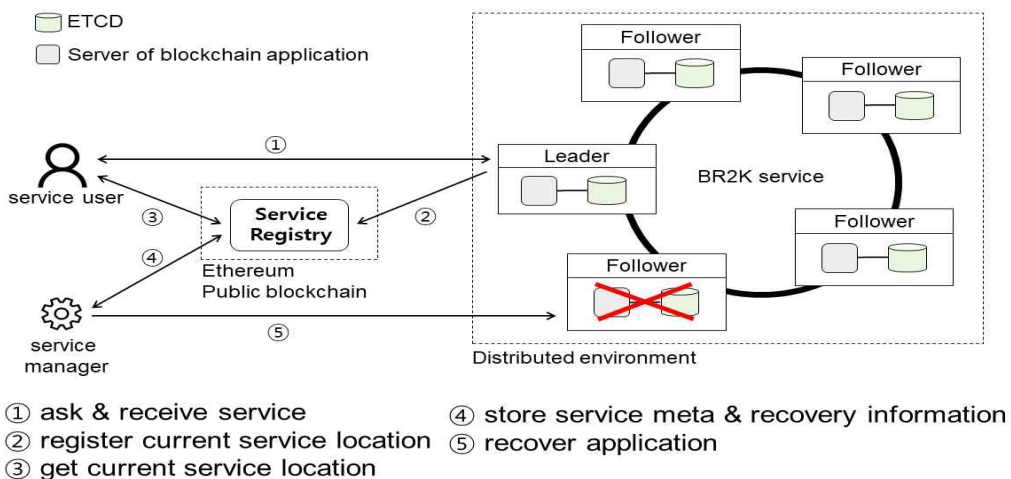 ETCD
Server of blockchain application
Follower
Follower
①
Leader
BR2K service
service user
③
Service
Registry
②
Follower
④
Ethereum
Public blockchain
Follower
service
manager
⑤
Distributed environment
① ask & receive service
② register current service location
③ get current service location
④ store service meta & recovery information
⑤ recover application